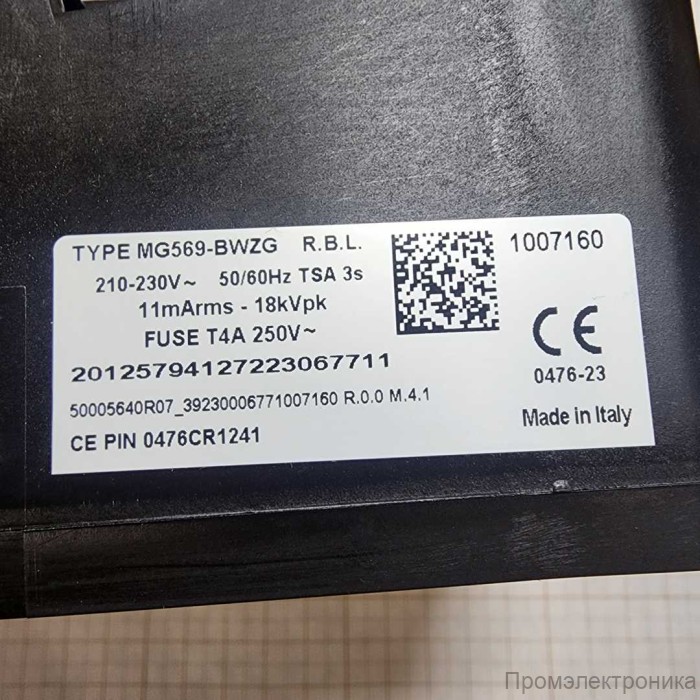 TYPE MG569-BWZG R.B.L.
210-230V~ 50/60Hz TSA 3s
11mArms - 18kVpk
FUSE T4A 250V~
20125794127223067711
50005640R07_39230006771007160 R.0.0 M.4.1
CE PIN 0476CR1241
1007160
CE
0476-23
Made in Italy
Промэлектроника